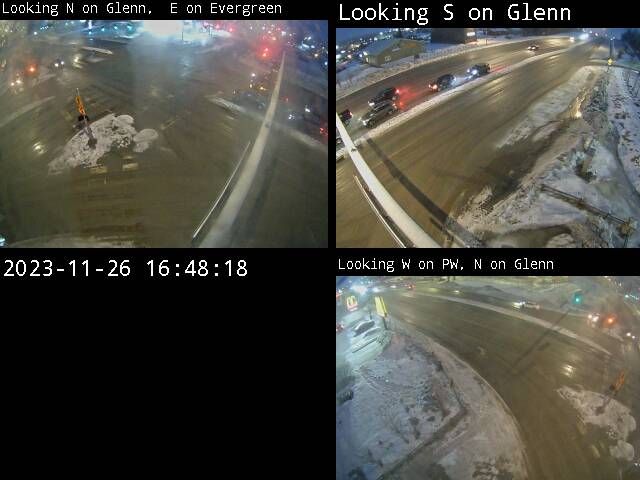 Looking N on Glenn,  E on Evergreen
Looking S on Glenn
2023-11-26 16:48:18
Looking W on PW, N on Glenn